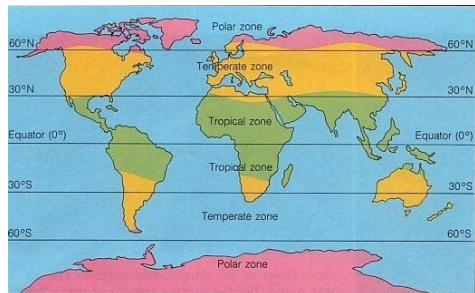 Polar zone
60°N
60°N
Temperate zone
30°N
30°N
Tropical zone
Equator (0°)
Equator (0°)
Tropical zone
30°S
30°S
Temperate zone
60°S
60°S
Polar zone